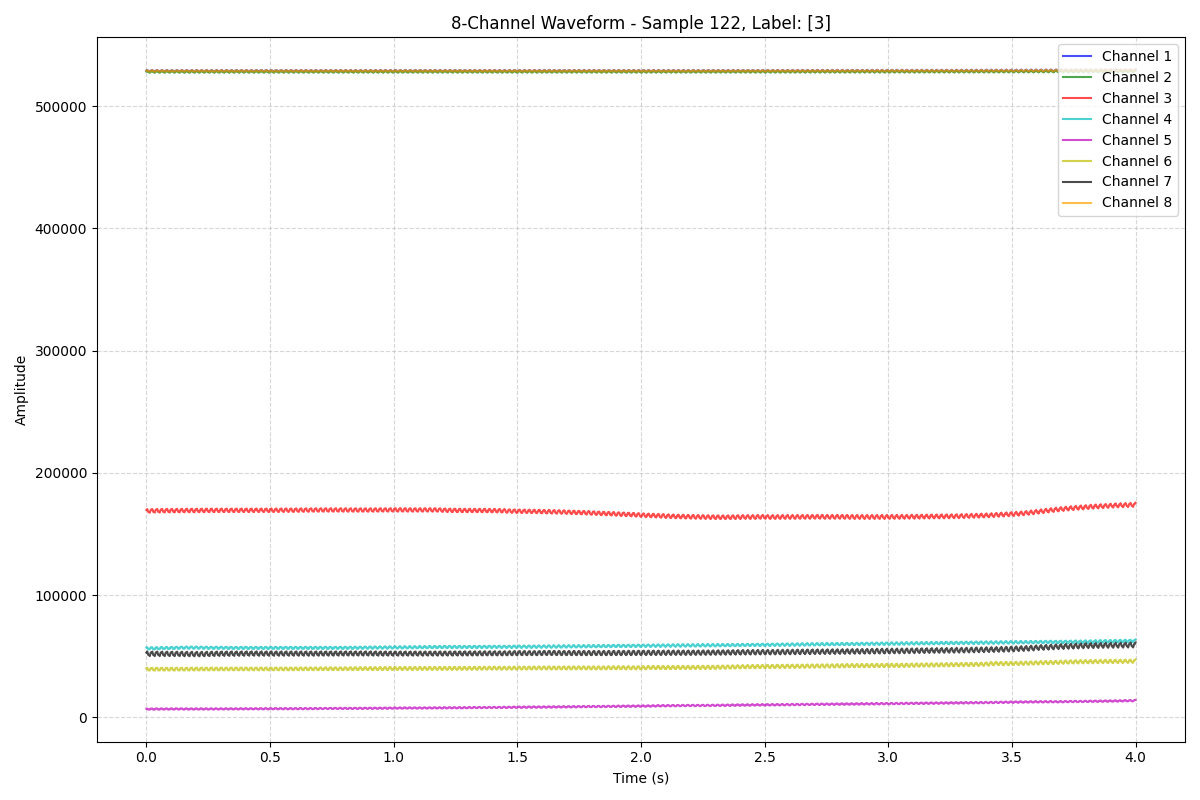 8-Channel Waveform - Sample 122, Label: [3]
Channel 1
Channel 2
Channel 3
Channel 4
Channel 5
Channel 6
Channel 7
Channel 8
Amplitude
500000
400000
300000
200000
100000
0
0.0 0.5 1.0 1.5 2.0 2.5 3.0 3.5 4.0
Time (s)